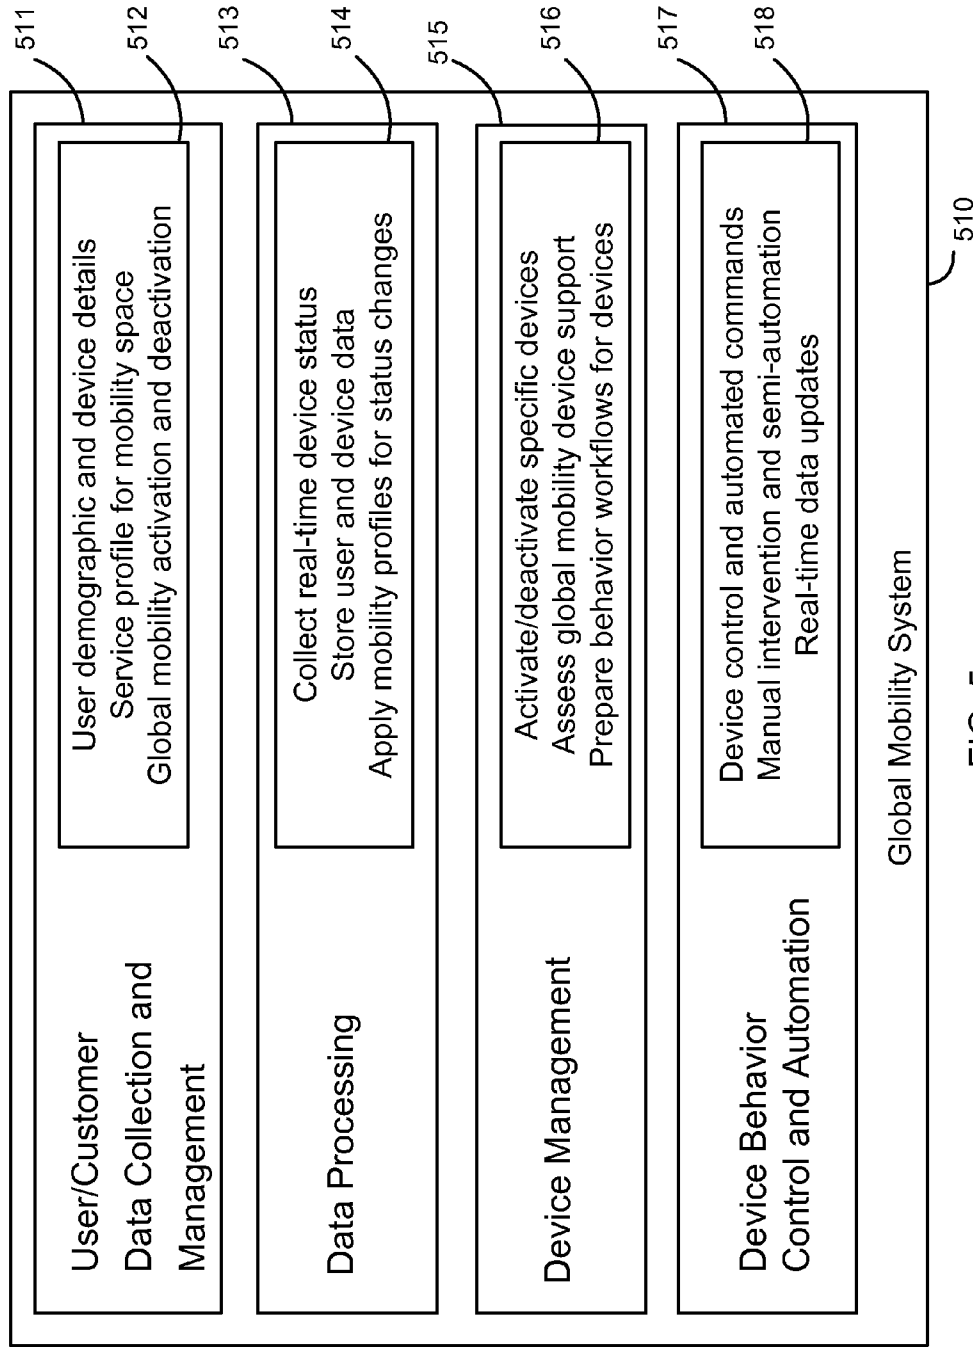 511
User/Customer
Data Collection and
Management
512
User demographic and device details
Service profile for mobility space
Global mobility activation and deactivation
513
Data Processing
514
Collect real-time device status
Store user and device data
Apply mobility profiles for status changes
515
Device Management
516
Activate/deactivate specific devices
Assess global mobility device support
Prepare behavior workflows for devices
517
Device Behavior
Control and Automation
518
Device control and automated commands
Manual intervention and semi-automation
Real-time data updates
Global Mobility System
510